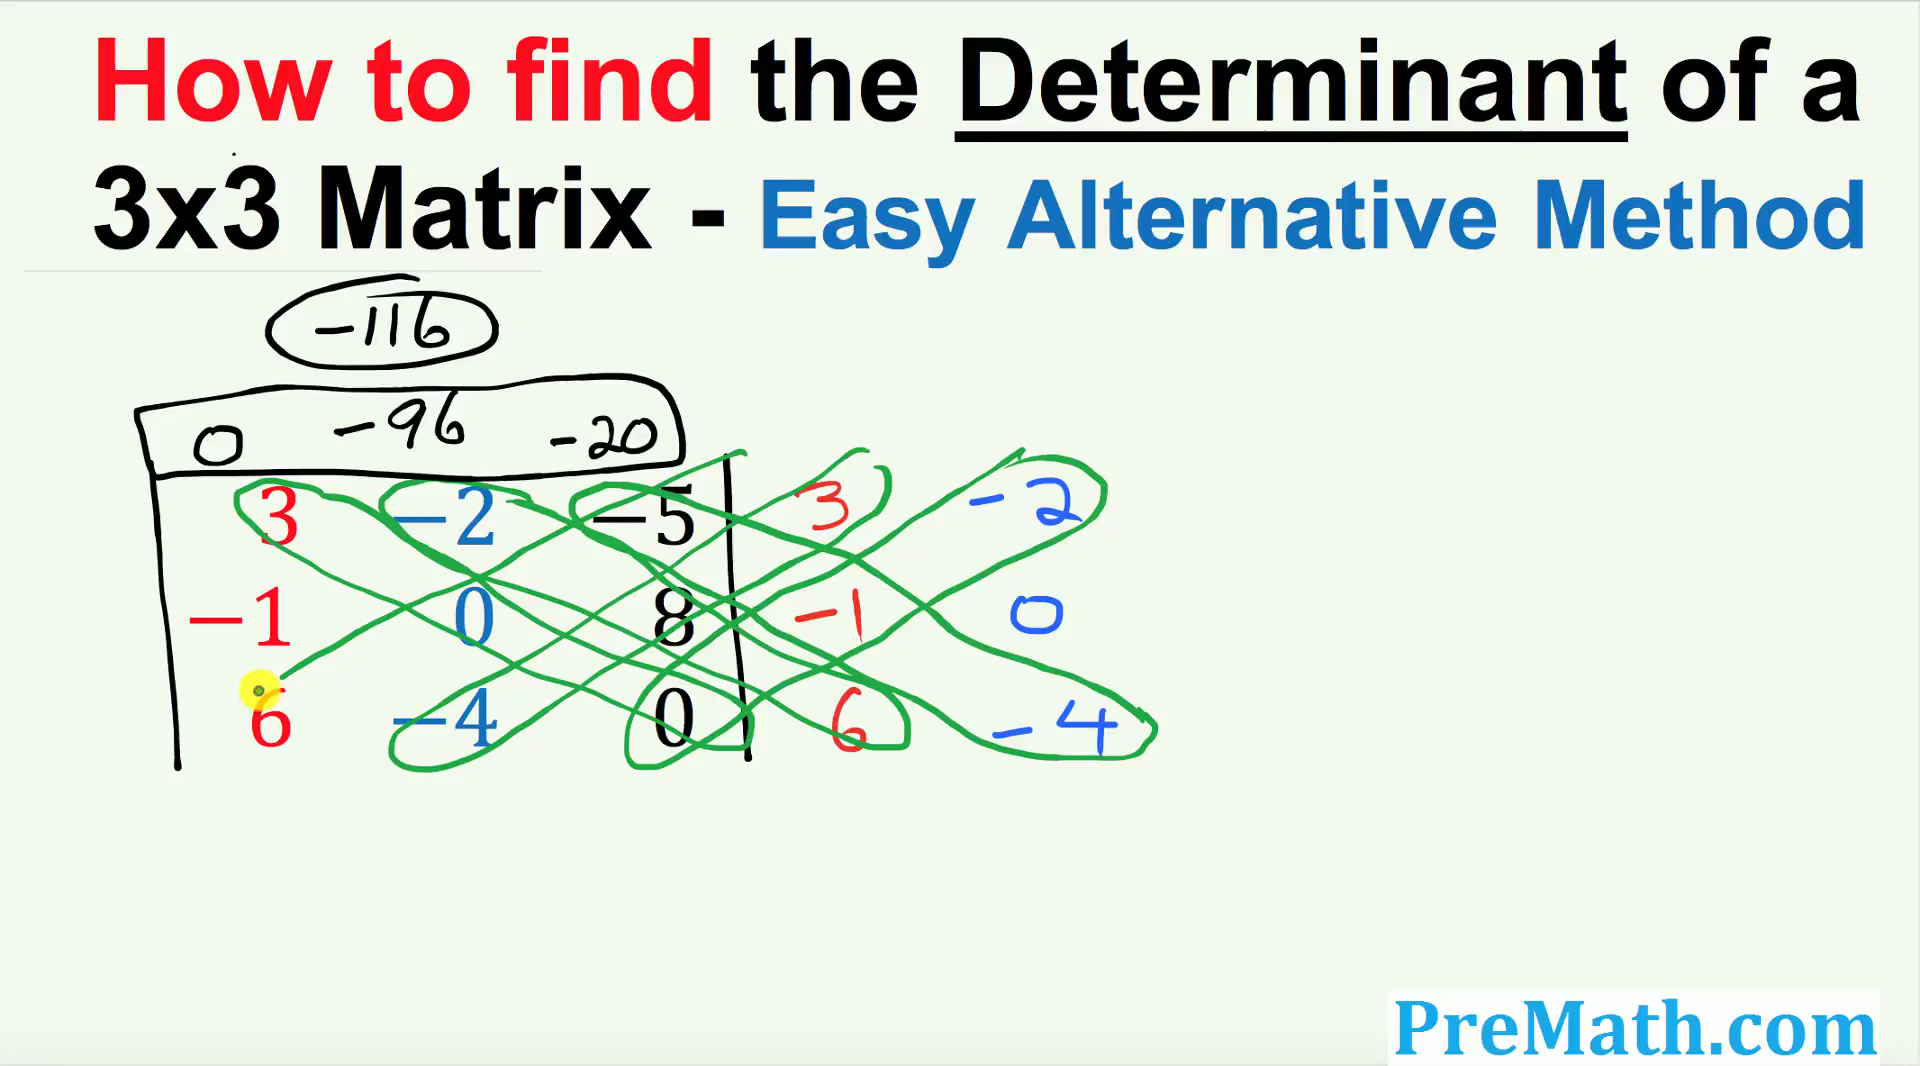 How to find the Determinant of a
3x3 Matrix - Easy Alternative Method
-116
0 -96 -20
3 -2 -5 3 -2
-1 0 8 -1 0
6 -4 0 6 -4
PreMath.com